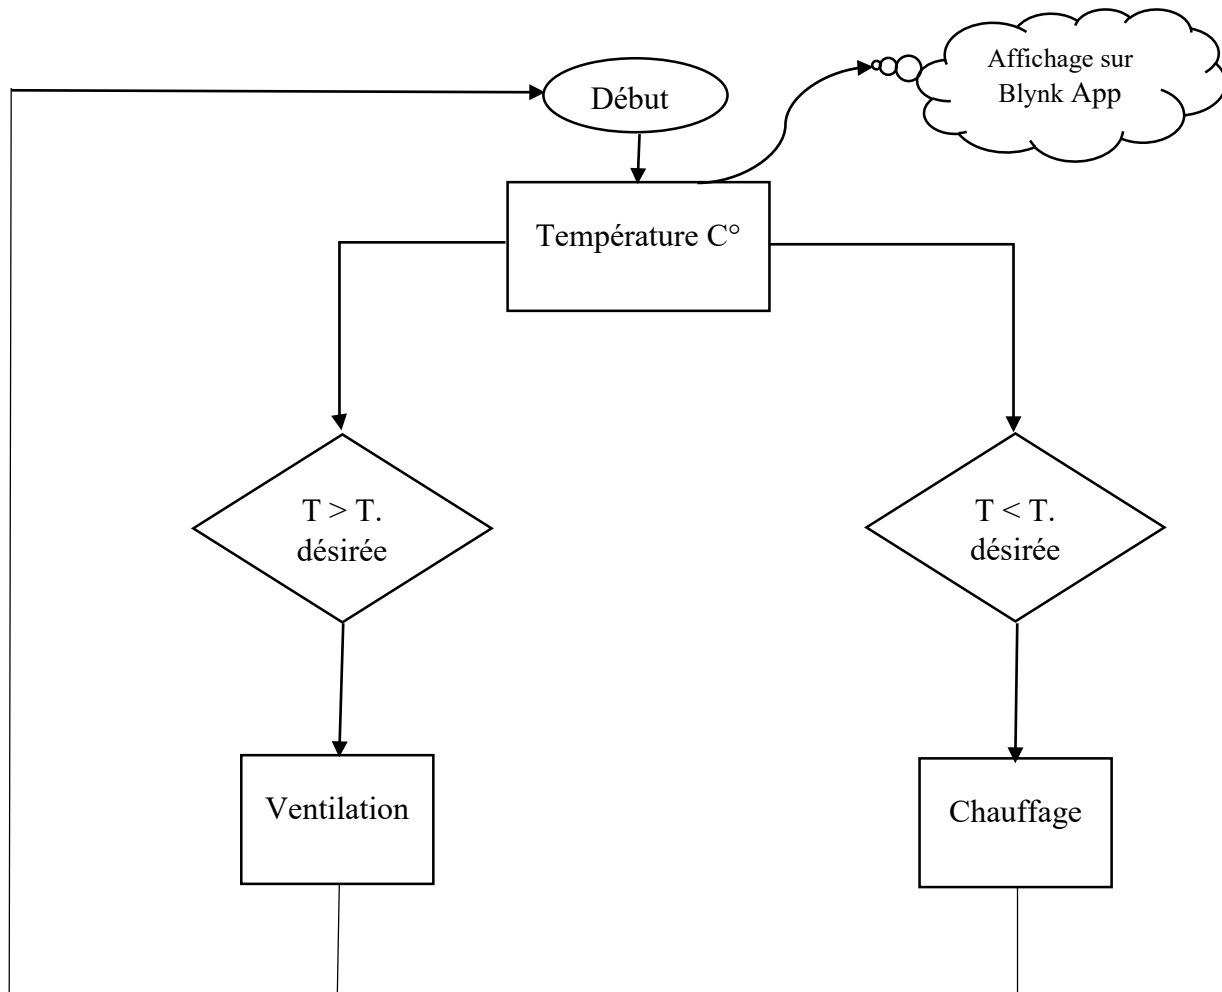 Affichage sur
Blynk App
Début
Température C°
T > T.
désirée
T < T.
désirée
Ventilation
Chauffage